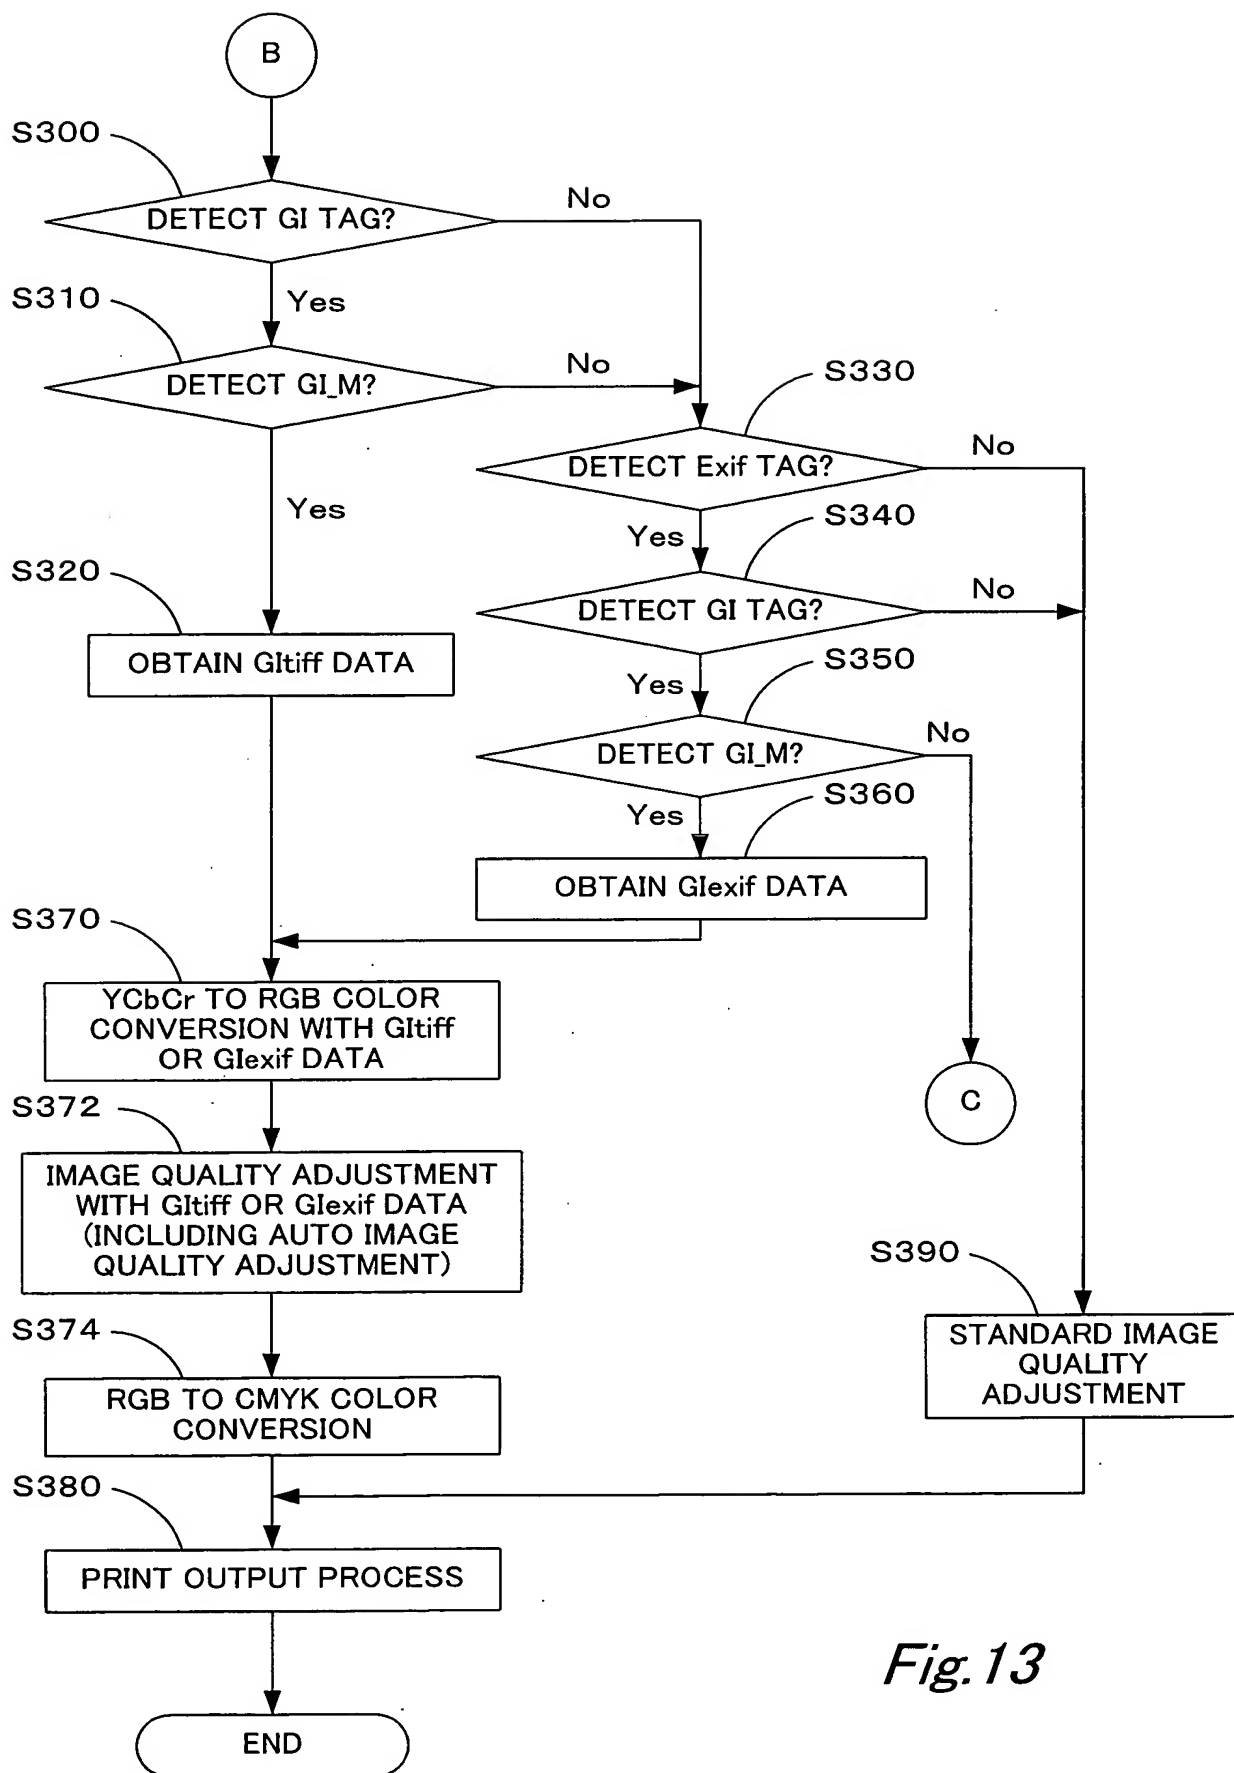 B
S300
DETECT GI TAG?
No
S310
Yes
DETECT GI_M?
No
S330
DETECT Exif TAG?
No
Yes
S340
Yes
S320
DETECT GI TAG?
No
OBTAIN GItiff DATA
S350
Yes
DETECT GI_M?
No
S360
Yes
OBTAIN GIexif DATA
S370
YCbCr TO RGB COLOR
CONVERSION WITH GItiff
OR GIexif DATA
C
S372
IMAGE QUALITY ADJUSTMENT
WITH GItiff OR GIexif DATA
(INCLUDING AUTO IMAGE
QUALITY ADJUSTMENT)
S390
STANDARD IMAGE
QUALITY
ADJUSTMENT
S374
RGB TO CMYK COLOR
CONVERSION
S380
PRINT OUTPUT PROCESS
Fig.13
END